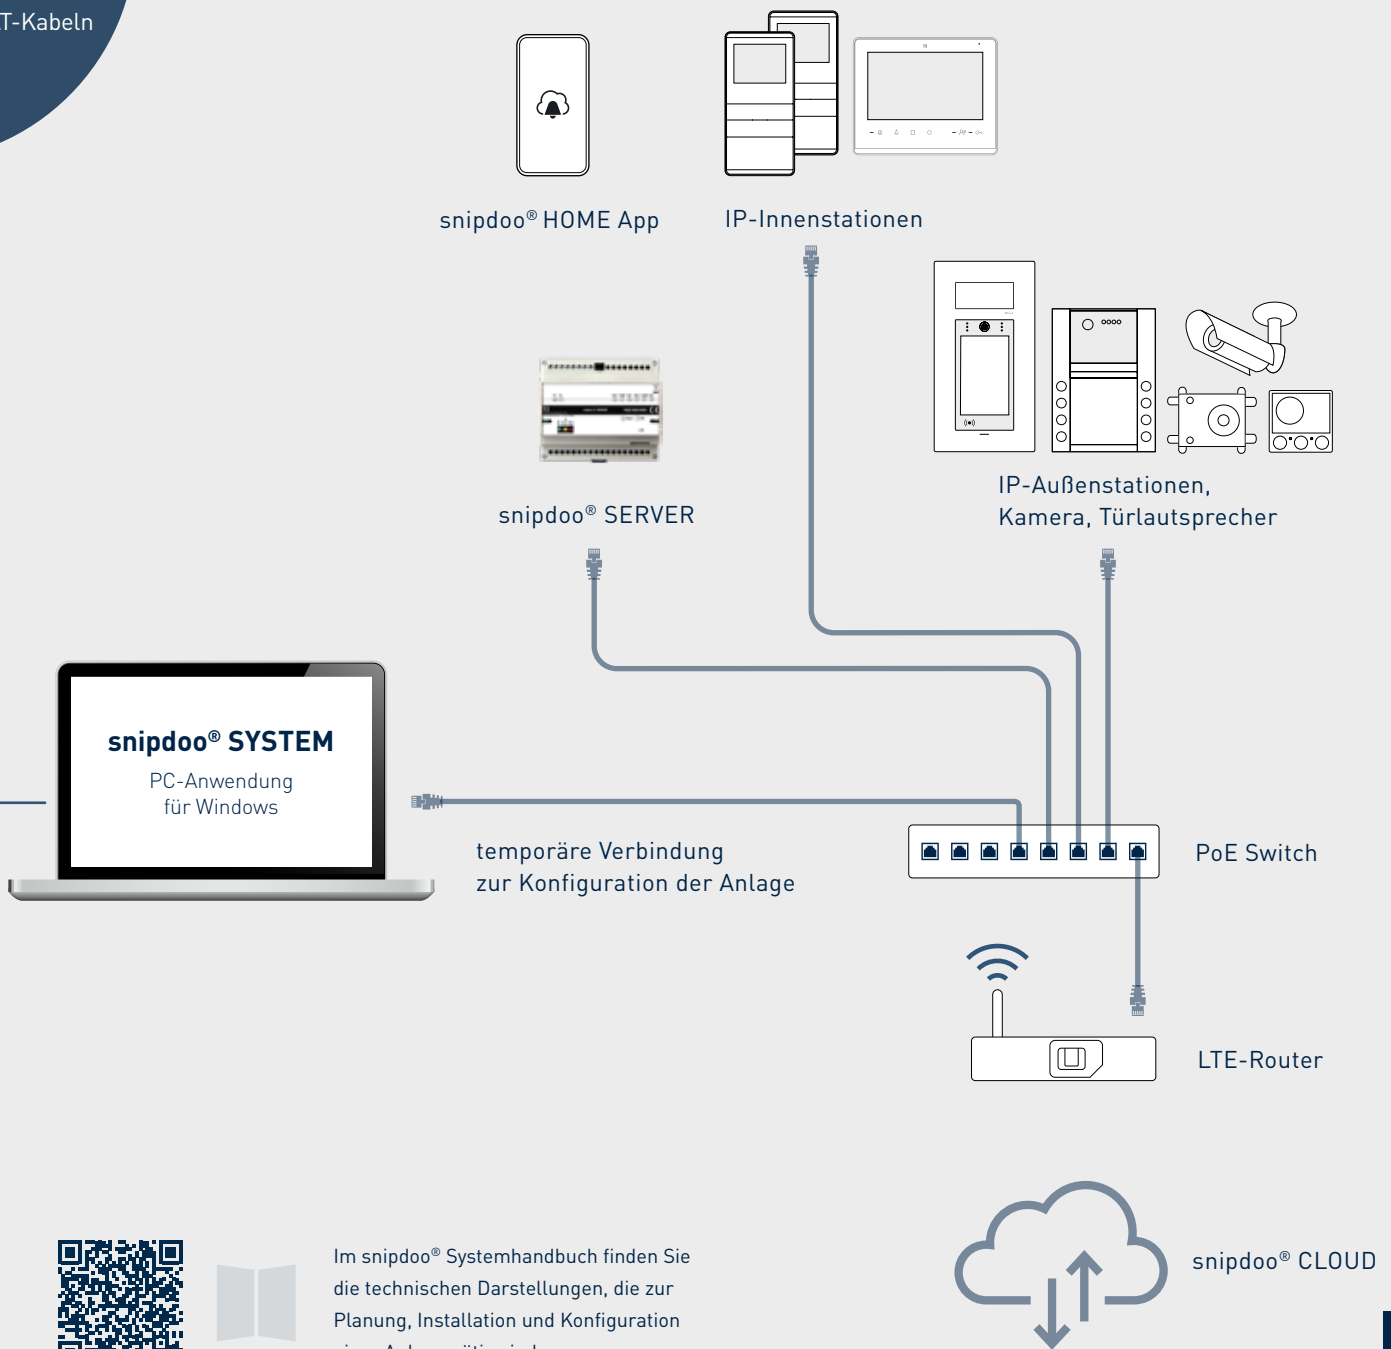 T-Kabeln
snipdoo® HOME App
IP-Innenstationen
snipdoo® SERVER
IP-Außenstationen,
Kamera, Türlautsprecher
snipdoo® SYSTEM
PC-Anwendung
für Windows
temporäre Verbindung
zur Konfiguration der Anlage
PoE Switch
LTE-Router
snipdoo® CLOUD
Im snipdoo® Systemhandbuch finden Sie
die technischen Darstellungen, die zur
Planung, Installation und Konfiguration